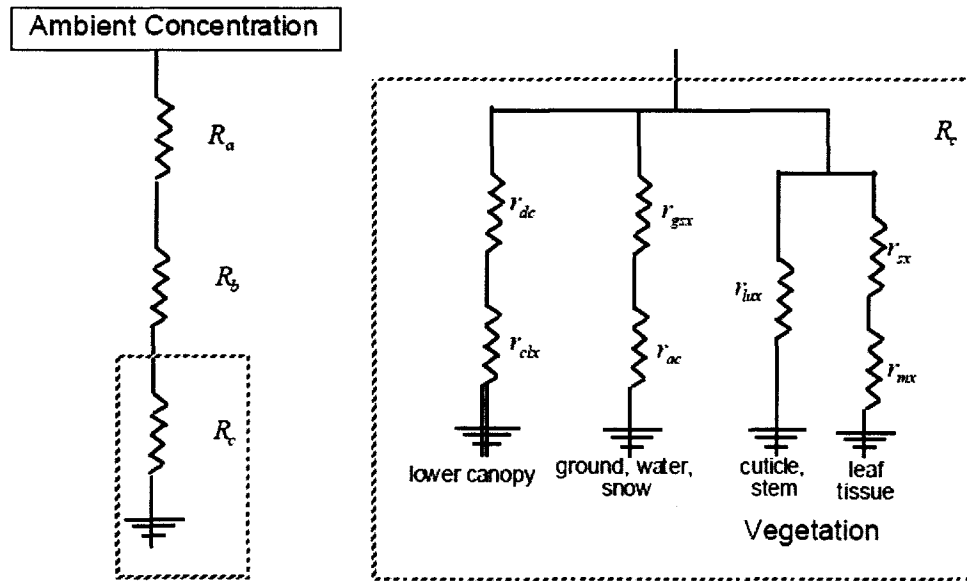 Ambient Concentration
R_a
R_b
R_c
R_c
r_dc
r_gsx
r_lux
r_sx
r_clx
r_ac
r_mx
lower canopy
ground, water,
snow
cuticle,
stem
leaf
tissue
Vegetation